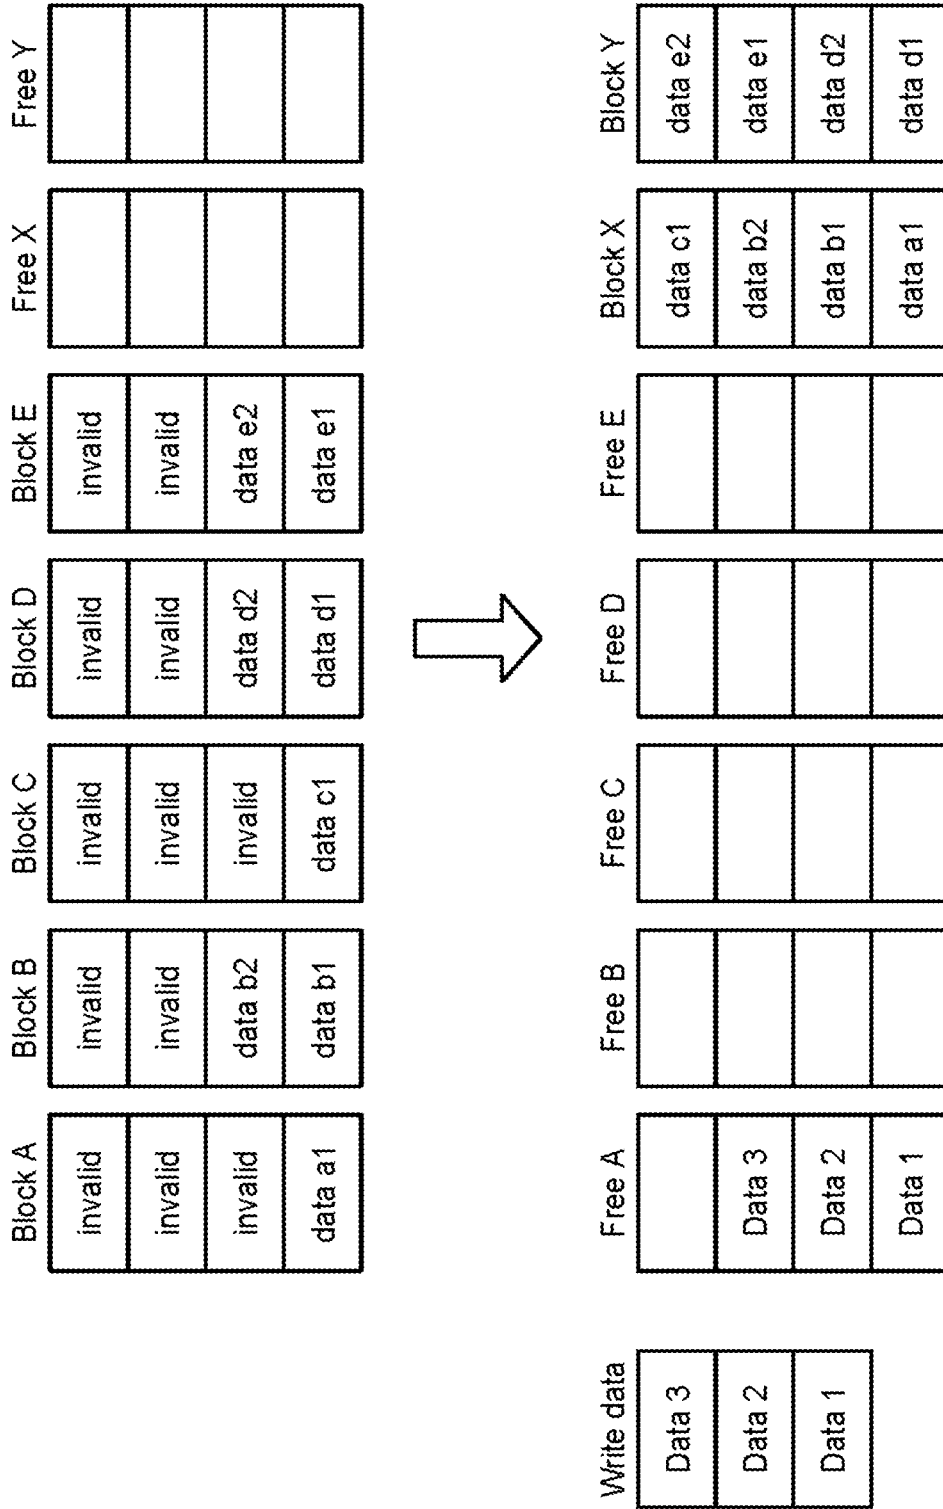 Block A Block B Block C Block D Block E Free X Free Y
invalid invalid invalid invalid invalid
invalid invalid invalid invalid invalid
invalid data b2 invalid data d2 data e2
data a1 data b1 data c1 data d1 data e1
Write data Free A Free B Free C Free D Free E Block X Block Y
Data 3 data c1 data e2
Data 2 Data 3 data b2 data e1
Data 1 Data 2 data b1 data d2
Data 1 data a1 data d1